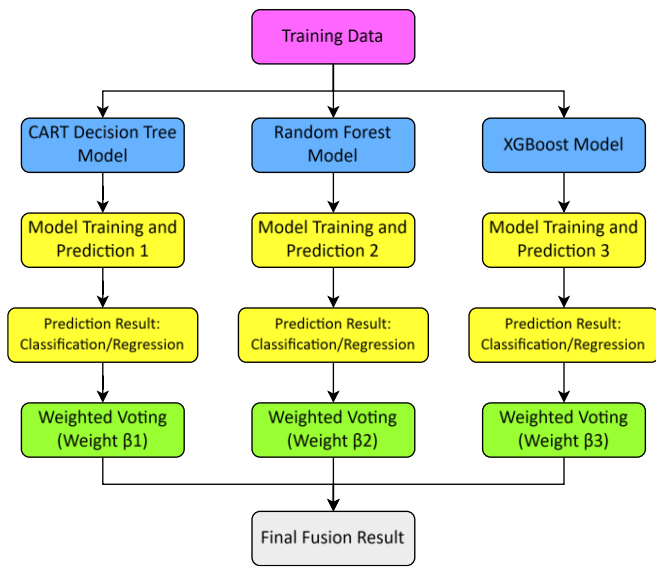 Training Data
CART Decision Tree
Model
Random Forest
Model
XGBoost Model
Model Training and
Prediction 1
Model Training and
Prediction 2
Model Training and
Prediction 3
Prediction Result:
Classification/Regression
Prediction Result:
Classification/Regression
Prediction Result:
Classification/Regression
Weighted Voting
(Weight β1)
Weighted Voting
(Weight β2)
Weighted Voting
(Weight β3)
Final Fusion Result